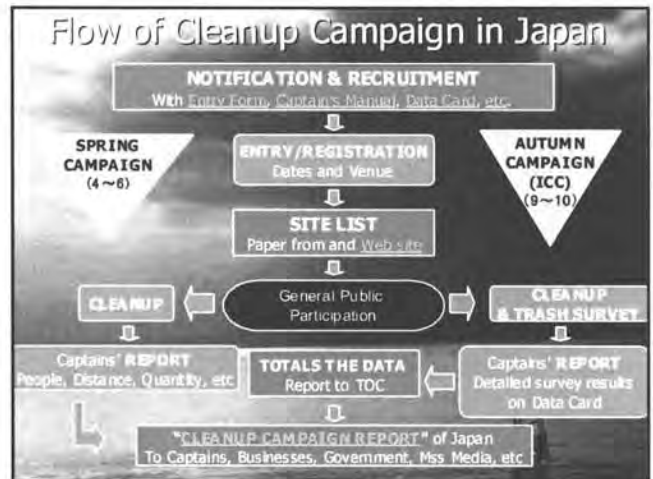 Flow of Cleanup Campaign in Japan
NOTIFICATION & RECRUITMENT
With Entry Form, Captain's Manual, Data Card, etc.
SPRING
CAMPAIGN
(4～6)
ENTRY/REGISTRATION
Dates and Venue
AUTUMN
CAMPAIGN
(ICC)
(9～10)
SITE LIST
Paper from and Web site
CLEANUP
General Public
Participation
CLEANUP
& TRASH SURVEY
Captains' REPORT
People, Distance, Quantity, etc
TOTALS THE DATA
Report to TOC
Captains' REPORT
Detailed survey results
on Data Card
"CLEANUP CAMPAIGN REPORT" of Japan
To Captains, Businesses, Government, Mss Media, etc